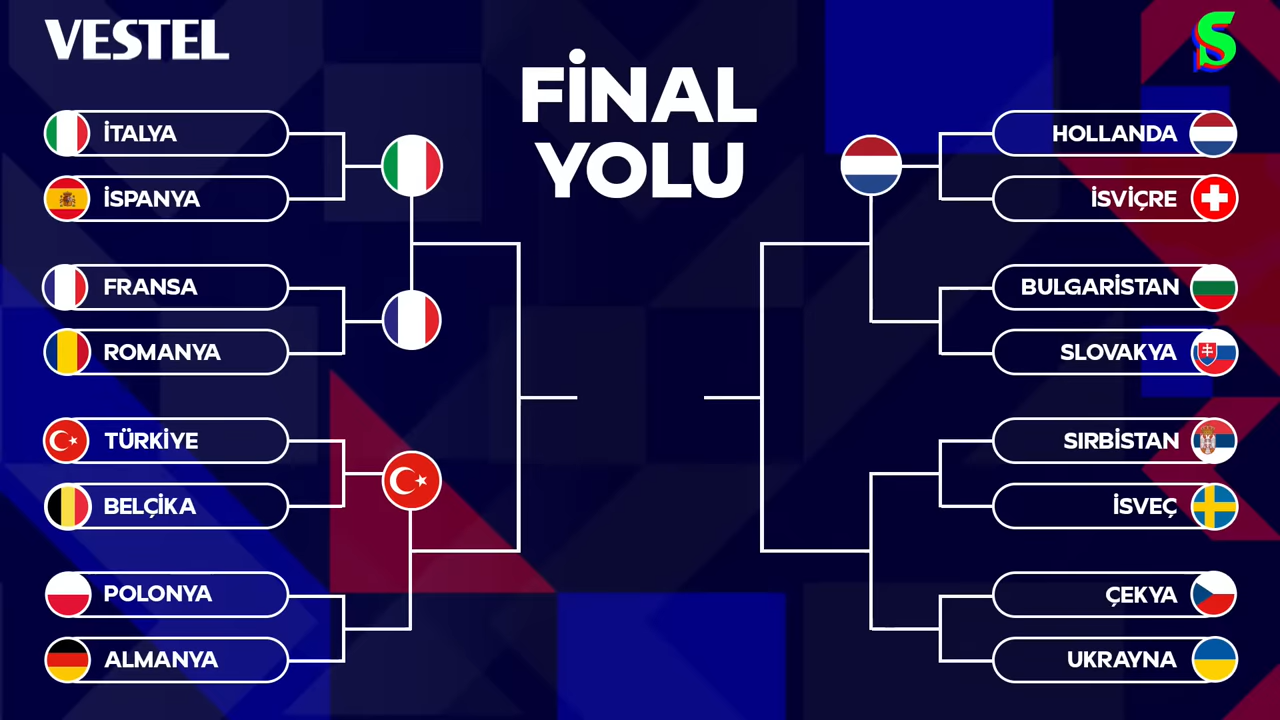 VESTEL
S
FİNAL
YOLU
İTALYA
İSPANYA
FRANSA
ROMANYA
TÜRKİYE
BELÇİKA
POLONYA
ALMANYA
HOLLANDA
İSVİÇRE
BULGARİSTAN
SLOVAKYA
SIRBİSTAN
İSVEÇ
ÇEKYA
UKRAYNA